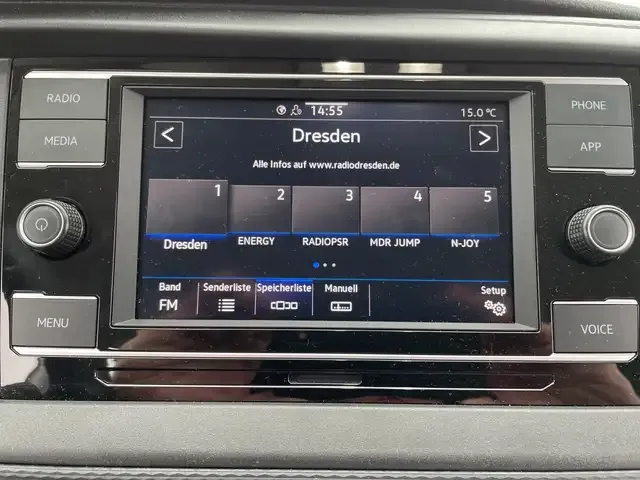 RADIO
MEDIA
MENU
14:55
15.0°C
<
Dresden
>
Alle Infos auf www.radiodresden.de
1
2
3
4
5
Dresden
ENERGY
RADIOPSR
MDR JUMP
N-JOY
Band
FM
Senderliste
Speicherliste
Manuell
Setup
PHONE
APP
VOICE